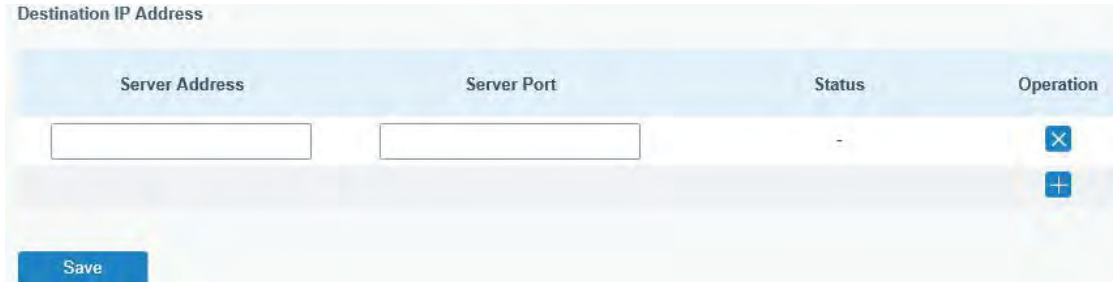 Destination IP Address
Server Address Server Port Status Operation
-
Save